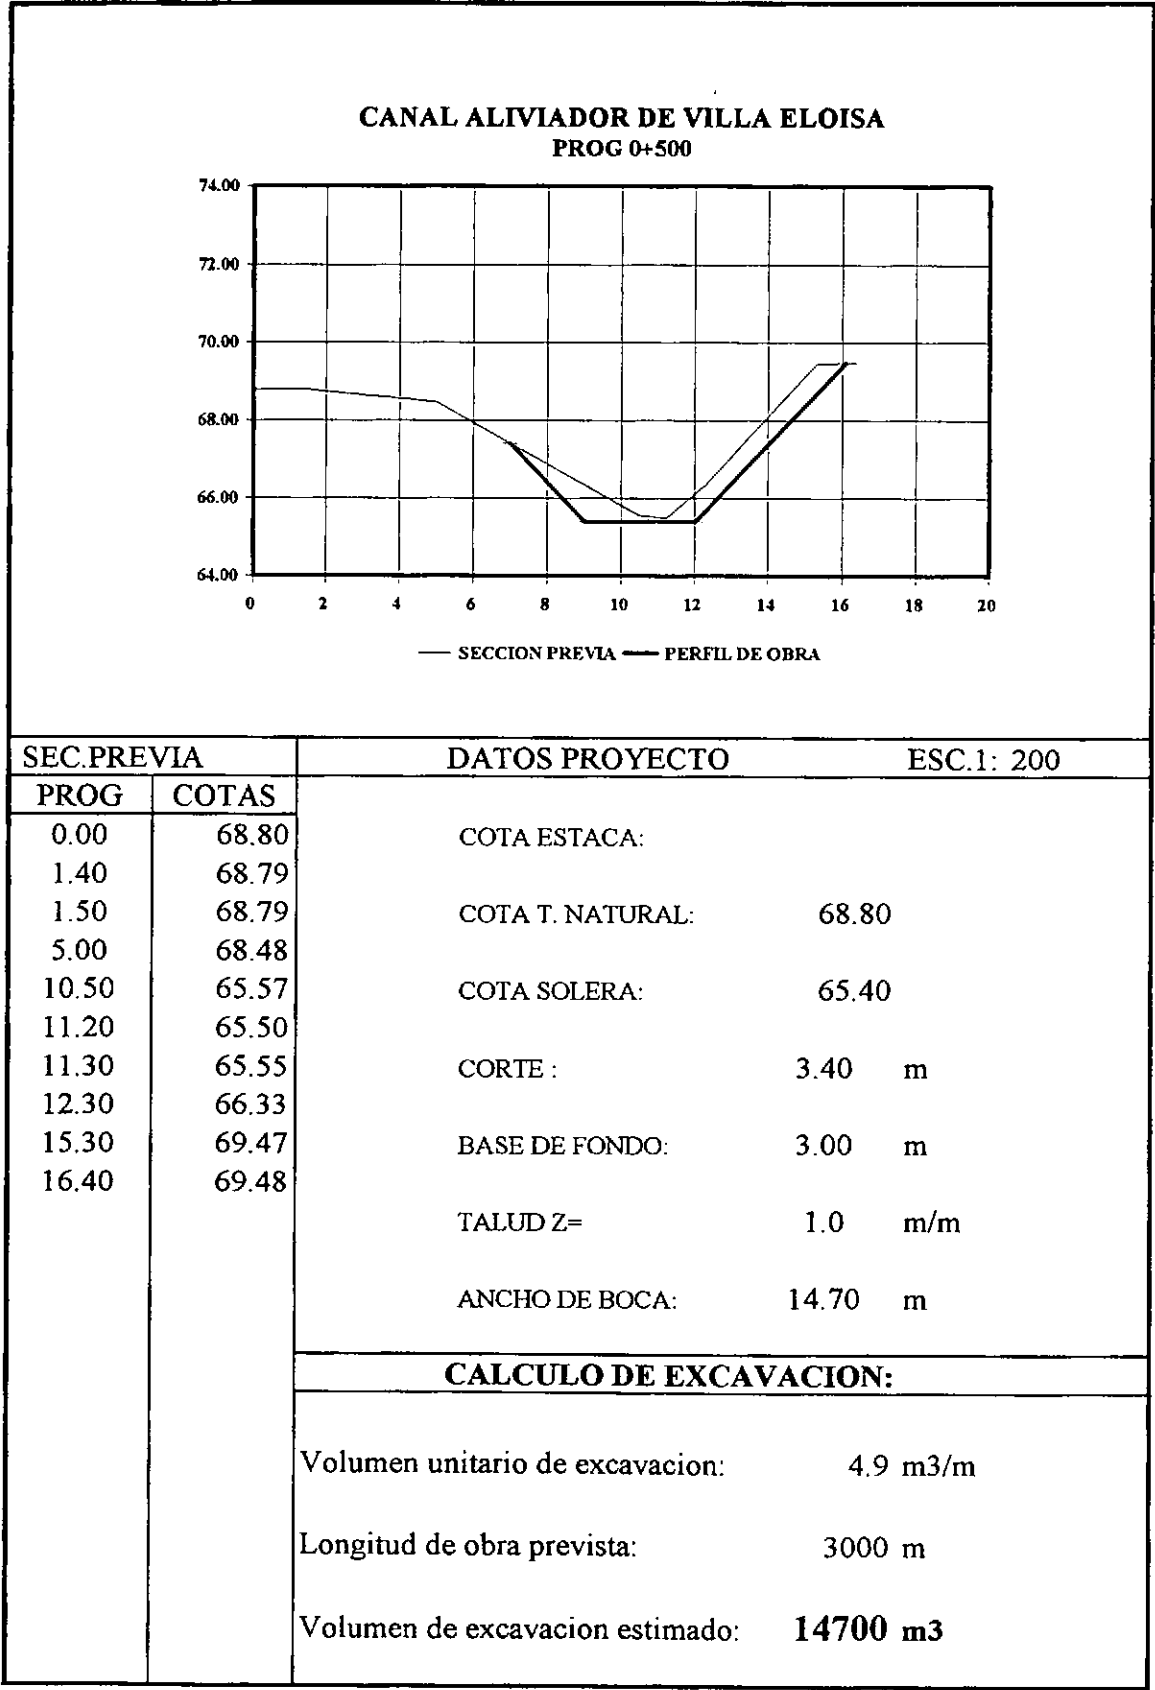 CANAL ALIVIADOR DE VILLA ELOISA
PROG 0+500
74.00
72.00
70.00
68.00
66.00
64.00
0 2 4 6 8 10 12 14 16 18 20
SECCION PREVIA PERFIL DE OBRA
SEC.PREVIA DATOS PROYECTO ESC.1: 200
PROG COTAS
0.00 68.80 COTA ESTACA:
1.40 68.79
1.50 68.79 COTA T. NATURAL: 68.80
5.00 68.48
10.50 65.57 COTA SOLERA: 65.40
11.20 65.50
11.30 65.55 CORTE : 3.40 m
12.30 66.33
15.30 69.47 BASE DE FONDO: 3.00 m
16.40 69.48
TALUD Z= 1.0 m/m
ANCHO DE BOCA: 14.70 m
CALCULO DE EXCAVACION:
Volumen unitario de excavacion: 4.9 m3/m
Longitud de obra prevista: 3000 m
Volumen de excavacion estimado: 14700 m3